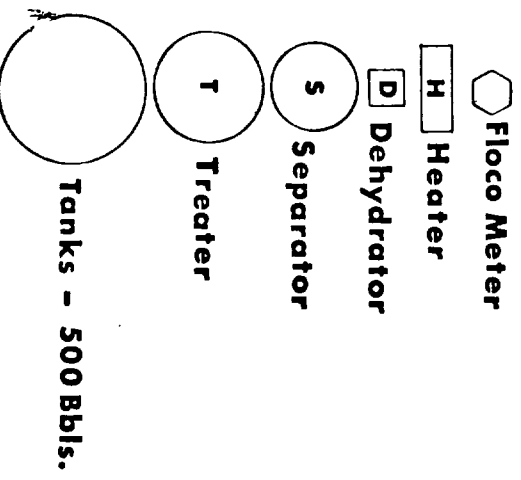 Floco Meter
H Heater
D Dehydrator
S Separator
T Treater
Tanks - 500 Bbls.